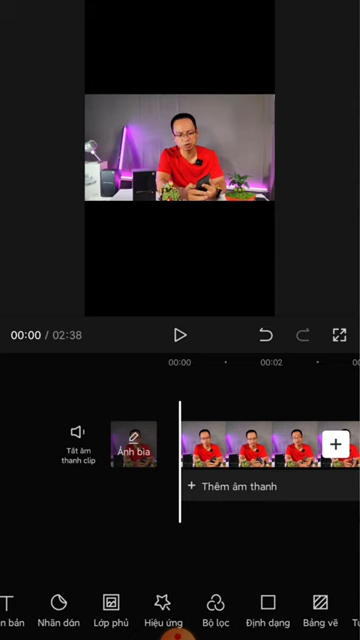 00:00 / 02:38
00:00
00:02
Tắt âm
thanh clip
Ảnh bìa
+ Thêm âm thanh
Nhãn dán
Lớp phủ
Hiệu ứng
Bộ lọc
Định dạng
Bảng vẽ